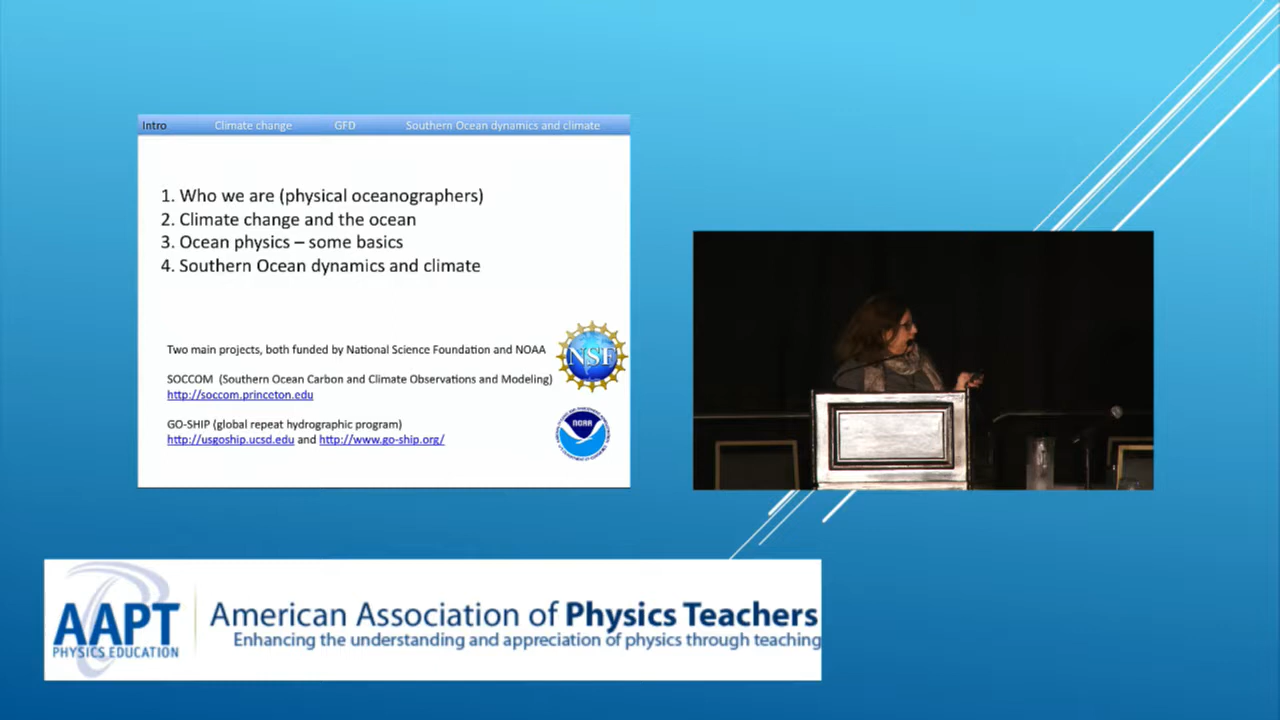 Intro Climate change GFD Southern Ocean dynamics and climate
1. Who we are (physical oceanographers)
2. Climate change and the ocean
3. Ocean physics – some basics
4. Southern Ocean dynamics and climate
Two main projects, both funded by National Science Foundation and NOAA
SOCCOM (Southern Ocean Carbon and Climate Observations and Modeling)
http://soccom.princeton.edu
GO-SHIP (global repeat hydrographic program)
http://usgoship.ucsd.edu and http://www.go-ship.org/
NSF
NOAA
AAPT
PHYSICS EDUCATION
American Association of Physics Teachers
Enhancing the understanding and appreciation of physics through teaching